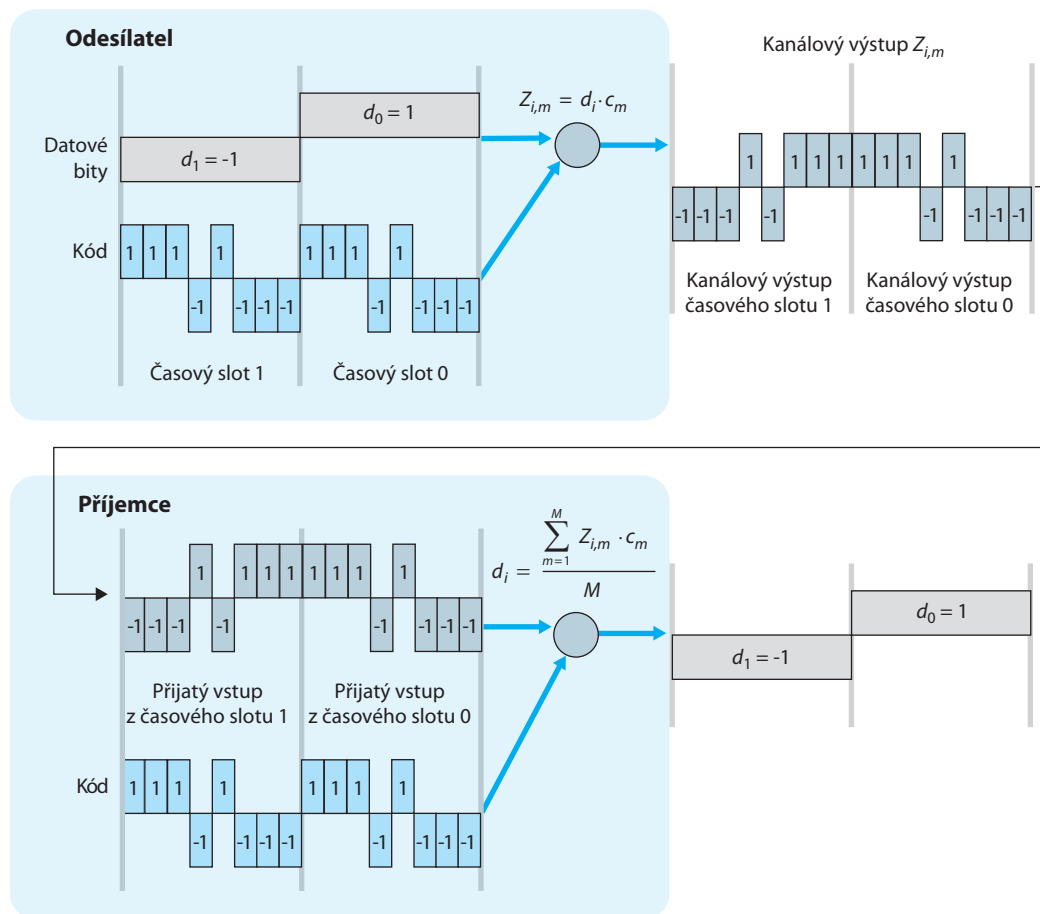 Odesílatel
Kanálový výstup Z_{i,m}
d_0 = 1
Z_{i,m} = d_i · c_m
Datové
bity
d_1 = -1
1 1 1 1 1 1 1 1
-1 -1 -1 -1 -1 -1 -1 -1
Kód
1 1 1 1 1 1 1 1
-1 -1 -1 -1 -1 -1 -1 -1
Kanálový výstup
časového slotu 1
Kanálový výstup
časového slotu 0
Časový slot 1
Časový slot 0
Příjemce
1 1 1 1 1 1 1 1
-1 -1 -1 -1 -1 -1 -1 -1
d_i = \frac{\sum_{m=1}^{M} Z_{i,m} · c_m}{M}
d_0 = 1
d_1 = -1
Přijatý vstup
z časového slotu 1
Přijatý vstup
z časového slotu 0
Kód
1 1 1 1 1 1 1 1
-1 -1 -1 -1 -1 -1 -1 -1